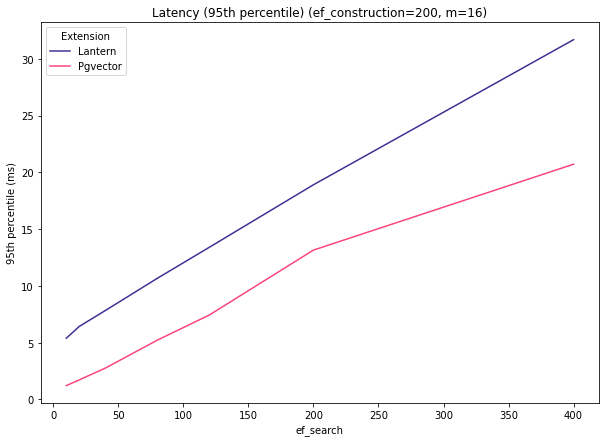 Latency (95th percentile) (ef_construction=200, m=16)
Extension
Lantern
Pgvector
30
25
20
15
10
5
0
95th percentile (ms)
0 50 100 150 200 250 300 350 400
ef_search